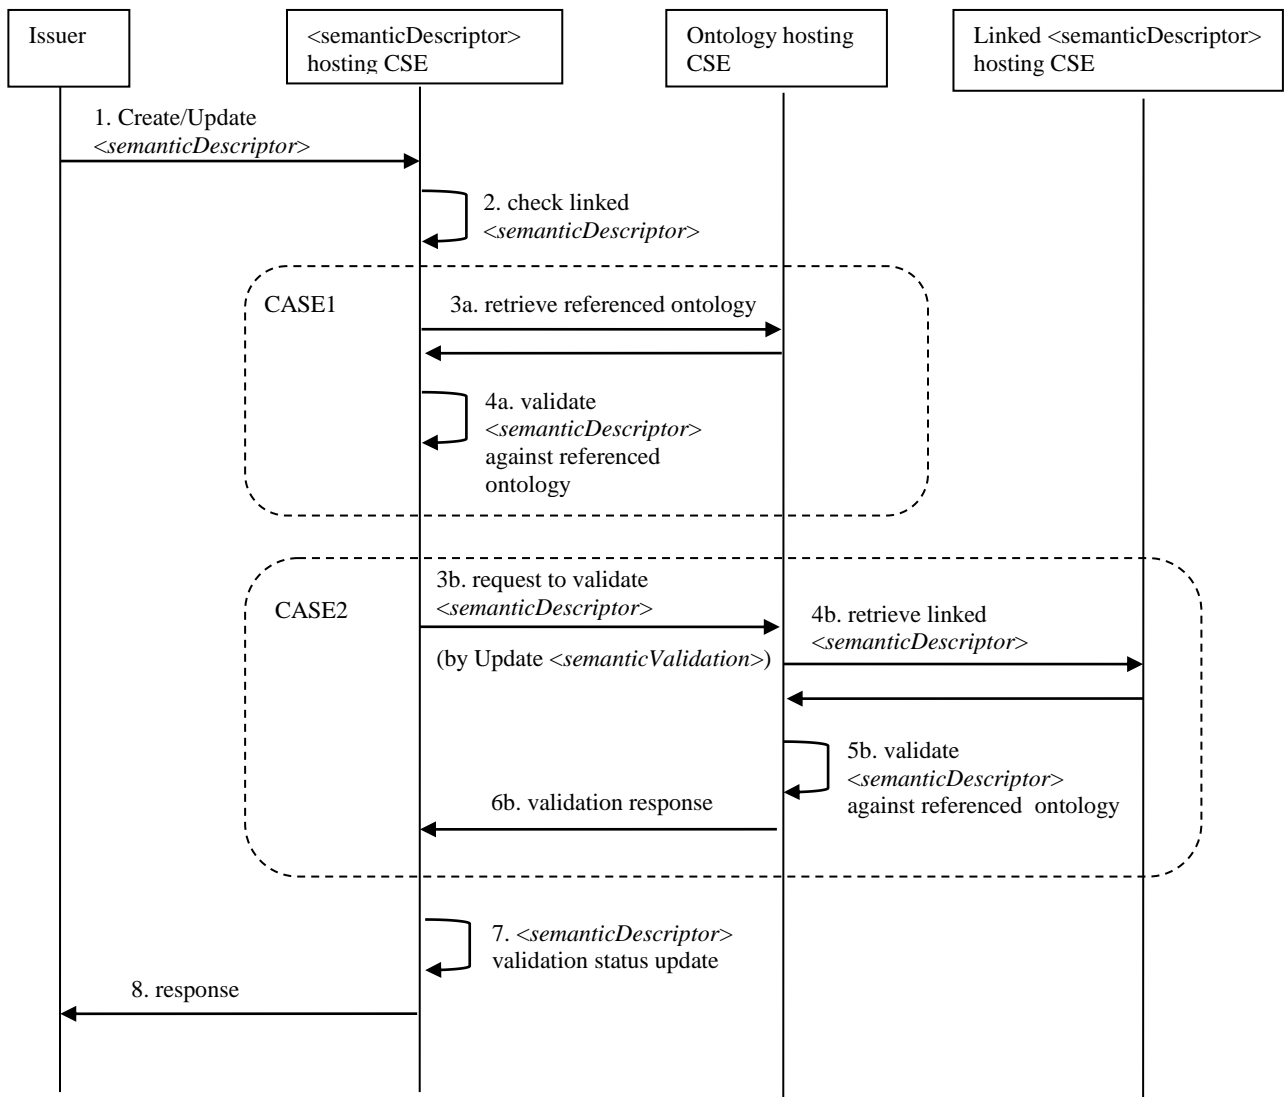 Issuer
<semanticDescriptor>
hosting CSE
Ontology hosting
CSE
Linked <semanticDescriptor>
hosting CSE
1. Create/Update
<semanticDescriptor>
2. check linked
<semanticDescriptor>
CASE1
3a. retrieve referenced ontology
4a. validate
<semanticDescriptor>
against referenced
ontology
CASE2
3b. request to validate
<semanticDescriptor>
(by Update <semanticValidation>)
4b. retrieve linked
<semanticDescriptor>
5b. validate
<semanticDescriptor>
against referenced  ontology
6b. validation response
7. <semanticDescriptor>
validation status update
8. response